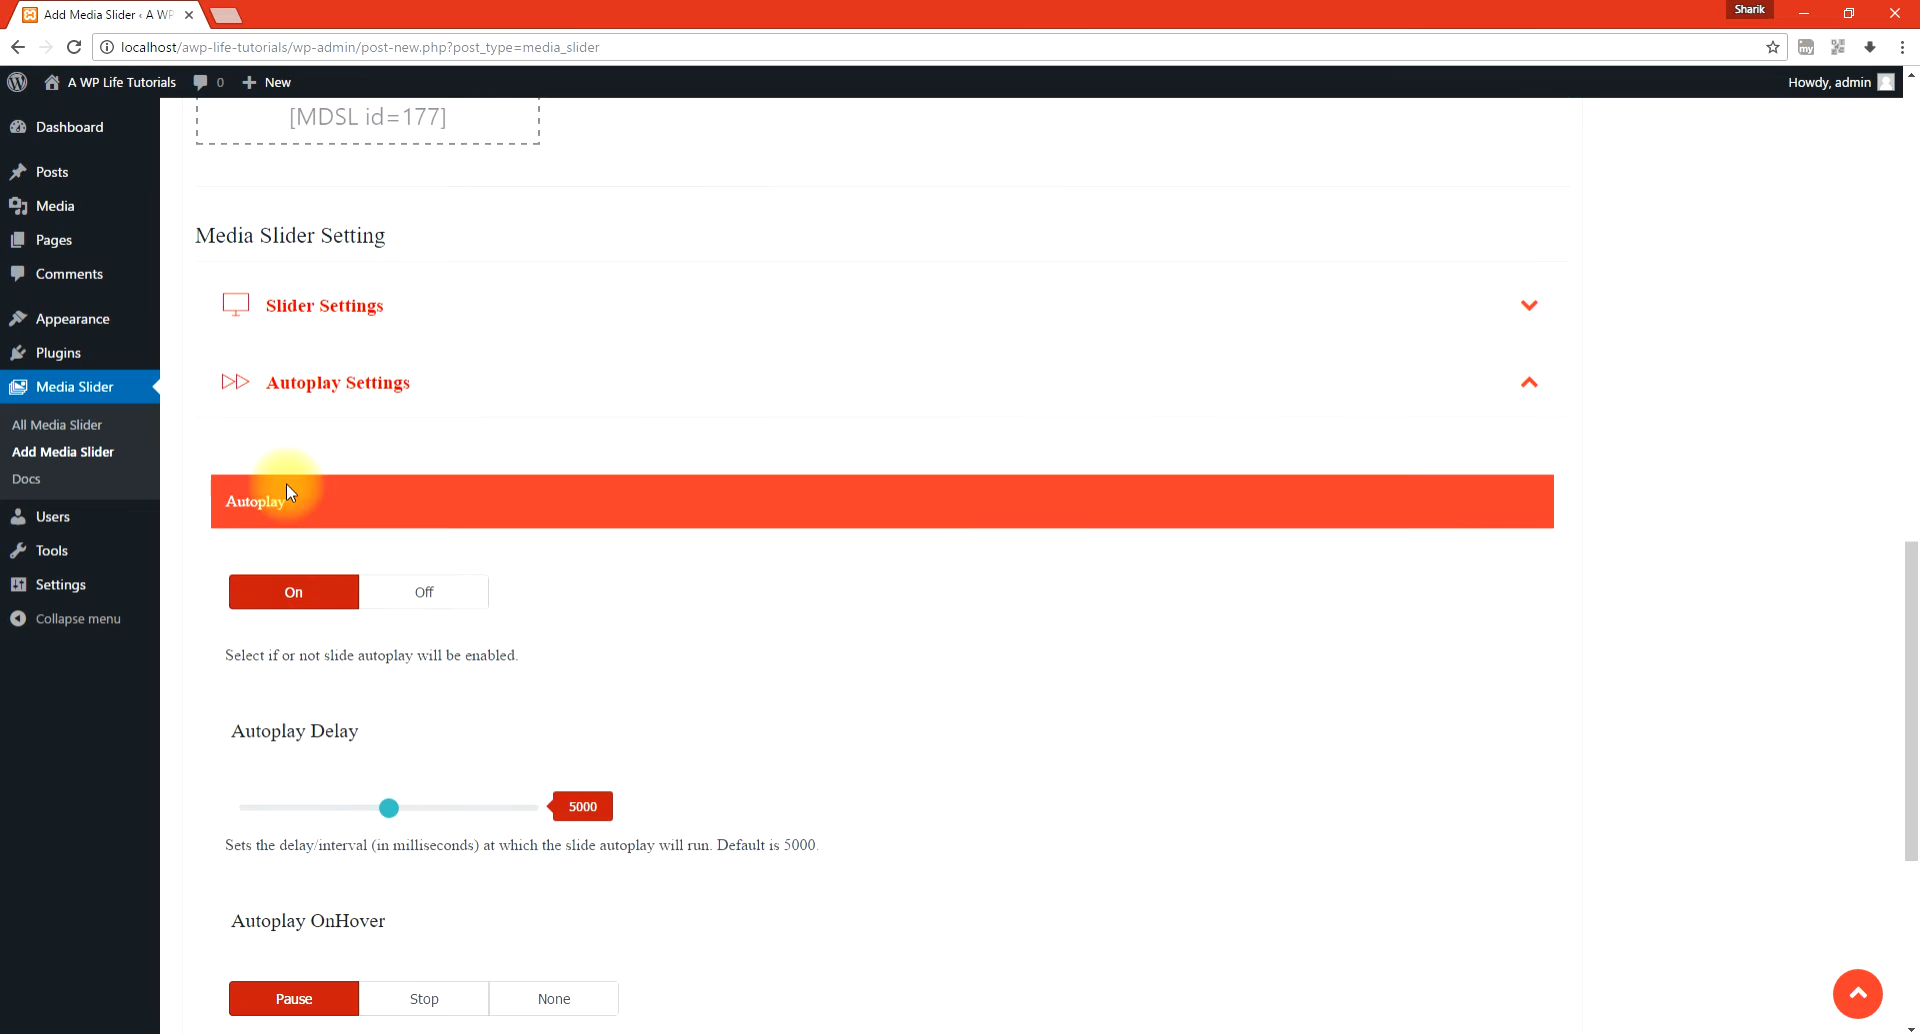 Add Media Slider ‹ A WP
Sharik
localhost/awp-life-tutorials/wp-admin/post-new.php?post_type=media_slider
my
A WP Life Tutorials
0
New
Howdy, admin
Dashboard
Posts
Media
Pages
Comments
Appearance
Plugins
Media Slider
All Media Slider
Add Media Slider
Docs
Users
Tools
Settings
Collapse menu
[MDSL id=177]
Media Slider Setting
Slider Settings
Autoplay Settings
Autoplay
On
Off
Select if or not slide autoplay will be enabled.
Autoplay Delay
5000
Sets the delay/interval (in milliseconds) at which the slide autoplay will run. Default is 5000.
Autoplay OnHover
Pause
Stop
None